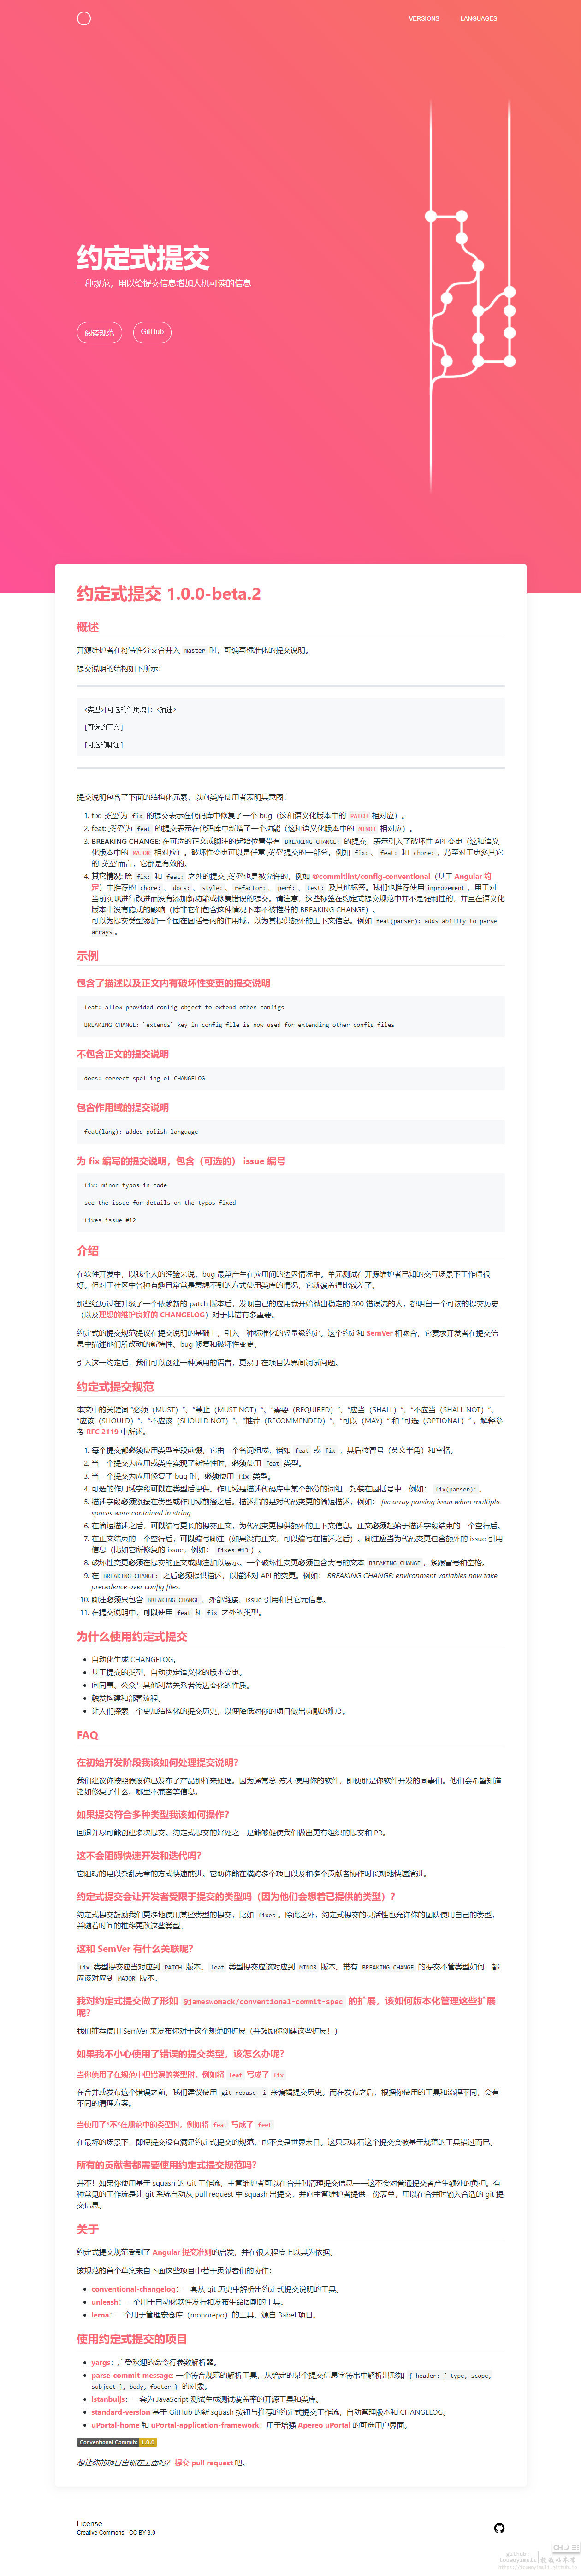 VERSIONS LANGUAGES
约定式提交
一种规范，用以给提交信息增加人机可读的信息
阅读规范 GitHub
约定式提交 1.0.0-beta.2
概述
开源维护者在将特性分支合并入 master 时，可编写标准化的提交说明。
提交说明的结构如下所示：
<类型>[可选的作用域]: <描述>
[可选的正文]
[可选的脚注]
提交说明包含了下面的结构化元素，以向类库使用者表明其意图：
1. fix: 类型 为 fix 的提交表示在代码库中修复了一个 bug（这和语义化版本中的 PATCH 相对应）。
2. feat: 类型 为 feat 的提交表示在代码库中新增了一个功能（这和语义化版本中的 MINOR 相对应）。
3. BREAKING CHANGE: 在可选的正文或脚注的起始位置带有 BREAKING CHANGE: 的提交，表示引入了破坏性 API 变更（这和语义
化版本中的 MAJOR 相对应）。破坏性变更可以是任意 类型 提交的一部分。例如 fix:，feat: 和 chore:，乃至对于更多其它
的 类型 而言，它都是有效的。
4. 其它情况: 除 fix: 和 feat: 之外的提交 类型 也是被允许的，例如 @commitlint/config-conventional（基于 Angular 约
定）中推荐的 chore:、docs:、style:、refactor:、perf:、test: 及其他标签。我们也推荐使用 improvement，用于对
当前实现进行改进而没有添加新功能或修复错误的提交。请注意，这些标签在约定式提交规范中并不是强制性的，并且在语义化
版本中没有隐式的影响（除非它们包含这种情况下本不被推荐的 BREAKING CHANGE）。
可以为提交类型添加一个围在圆括号内的作用域，以为其提供额外的上下文信息。例如 feat(parser): adds ability to parse
arrays。
示例
包含了描述以及正文内有破坏性变更的提交说明
feat: allow provided config object to extend other configs
BREAKING CHANGE: `extends` key in config file is now used for extending other config files
不包含正文的提交说明
docs: correct spelling of CHANGELOG
包含作用域的提交说明
feat(lang): added polish language
为 fix 编写的提交说明，包含（可选的） issue 编号
fix: minor typos in code
see the issue for details on the typos fixed
fixes issue #12
介绍
在软件开发中，以我个人的经验来说，bug 最常产生在应用间的边界情况中。单元测试在开源维护者已知的交互场景下工作得很
好。但对于社区中各种有趣且常常是意想不到的方式使用类库的情况，它就覆盖得比较差了。
那些经历过在升级了一个依赖新的 patch 版本后，发现自己的应用竟开始抛出稳定的 500 错误流的人，都明白一个可读的提交历史
（以及理想的维护良好的 CHANGELOG）对于排错有多重要。
约定式的提交规范提议在提交说明的基础上，引入一种标准化的轻量级约定。这个约定和 SemVer 相吻合，它要求开发者在提交信
息中描述他们所改动的新特性、bug 修复和破坏性变更。
引入这一约定后，我们可以创建一种通用的语言，更易于在项目边界间调试问题。
约定式提交规范
本文中的关键词 “必须（MUST）”、“禁止（MUST NOT）”、“需要（REQUIRED）”、“应当（SHALL）”、“不应当（SHALL NOT）”、
“应该（SHOULD）”、“不应该（SHOULD NOT）”、“推荐（RECOMMENDED）”、“可以（MAY）” 和 “可选（OPTIONAL）” ，解释参
考 RFC 2119 中所述。
1. 每个提交都必须使用类型字段前缀，它由一个名词组成，诸如 feat 或 fix ，其后接冒号（英文半角）和空格。
2. 当一个提交为应用或类库实现了新特性时，必须使用 feat 类型。
3. 当一个提交为应用修复了 bug 时，必须使用 fix 类型。
4. 可选的作用域字段可以在类型后提供。作用域是描述代码库中某个部分的词组，封装在圆括号中，例如： fix(parser):。
5. 描述字段必须紧接在类型或作用域前缀之后。描述指的是对代码变更的简短描述，例如： fix: array parsing issue when multiple
spaces were contained in string.
6. 在简短描述之后，可以编写更长的提交正文，为代码变更提供额外的上下文信息。正文必须起始于描述字段结束的一个空行后。
7. 在正文结束的一个空行后，可以编写脚注（如果没有正文，可以编写在描述之后）。脚注应当为代码变更包含额外的 issue 引用
信息（比如它所修复的 issue，例如： Fixes #13）。
8. 破坏性变更必须在提交的正文或脚注加以展示。一个破坏性变更必须包含大写的文本 BREAKING CHANGE，紧跟冒号和空格。
9. 在 BREAKING CHANGE: 之后必须提供描述，以描述对 API 的变更。例如： BREAKING CHANGE: environment variables now take
precedence over config files.
10. 脚注必须只包含 BREAKING CHANGE、外部链接、issue 引用和其它元信息。
11. 在提交说明中，可以使用 feat 和 fix 之外的类型。
为什么使用约定式提交
自动化生成 CHANGELOG。
基于提交的类型，自动决定语义化的版本变更。
向同事、公众与其他利益关系者传达变化的性质。
触发构建和部署流程。
让人们探索一个更加结构化的提交历史，以便降低对你的项目做出贡献的难度。
FAQ
在初始开发阶段我该如何处理提交说明？
我们建议你按照假设你已发布了产品那样来处理。因为通常总 有人 使用你的软件，即便那是你软件开发的同事们。他们会希望知道
诸如修复了什么，哪里不兼容等信息。
如果提交符合多种类型我该如何操作？
回退并尽可能创建多次提交。约定式提交的好处之一是能够促使我们做出更有组织的提交和 PR。
这不会阻碍快速开发和迭代吗？
它阻碍的是以杂乱无章的方式快速前进。它助你能在横跨多个项目以及和多个贡献者协作时长期地快速演进。
约定式提交会让开发者受限于提交的类型吗（因为他们会想着已提供的类型）？
约定式提交鼓励我们更多地使用某些类型的提交，比如 fixes。除此之外，约定式提交的灵活性也允许你的团队使用自己的类型，
并随着时间的推移更改这些类型。
这和 SemVer 有什么关联呢？
fix 类型提交应当对应到 PATCH 版本。feat 类型提交应该对应到 MINOR 版本。带有 BREAKING CHANGE 的提交不管类型如何，都
应该对应到 MAJOR 版本。
我对约定式提交做了形如 @jameswomack/conventional-commit-spec 的扩展，该如何版本化管理这些扩展
呢？
我们推荐使用 SemVer 来发布你对于这个规范的扩展（并鼓励你创建这些扩展！）
如果我不小心使用了错误的提交类型，该怎么办呢？
当你使用了在规范中但错误的类型时，例如将 feat 写成了 fix
在合并或发布这个错误之前，我们建议使用 git rebase -i 来编辑提交历史。而在发布之后，根据你使用的工具和流程不同，会有
不同的清理方案。
当使用了*不*在规范中的类型时，例如将 feat 写成了 feet
在最坏的场景下，即便提交没有满足约定式提交的规范，也不会是世界末日。这只意味着这个提交会被基于规范的工具错过而已。
所有的贡献者都需要使用约定式提交规范吗？
并不！如果你使用基于 squash 的 Git 工作流，主管维护者可以在合并时清理提交信息——这不会对普通提交者产生额外的负担。有
种常见的工作流是让 git 系统自动从 pull request 中 squash 出提交，并向主管维护者提供一份表单，用以在合并时输入合适的 git 提
交信息。
关于
约定式提交规范受到了 Angular 提交准则的启发，并在很大程度上以其为依据。
该规范的首个草案来自下面这些项目中若干贡献者们的协作：
conventional-changelog：一套从 git 历史中解析出约定式提交说明的工具。
unleash：一个用于自动化软件发行和发布生命周期的工具。
lerna：一个用于管理宏仓库（monorepo）的工具，源自 Babel 项目。
使用约定式提交的项目
yargs：广受欢迎的命令行参数解析器。
parse-commit-message: 一个符合规范的解析工具，从给定的某个提交信息字符串中解析出形如 { header: { type, scope,
subject }, body, footer } 的对象。
istanbuljs：一套为 JavaScript 测试生成测试覆盖率的开源工具和类库。
standard-version 基于 GitHub 的新 squash 按钮与推荐的约定式提交工作流，自动管理版本和 CHANGELOG。
uPortal-home 和 uPortal-application-framework：用于增强 Apereo uPortal 的可选用户界面。
Conventional Commits 1.0.0
想让你的项目出现在上面吗？ 提交 pull request 吧。
License
Creative Commons - CC BY 3.0
CH
github: